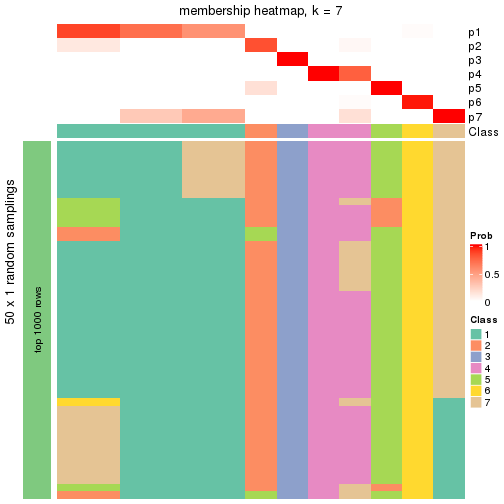 membership heatmap, k = 7
p1
p2
p3
p4
p5
p6
p7
Class
50 x 1 random samplings
top 1000 rows
Prob
1
0.5
0
Class
1
2
3
4
5
6
7